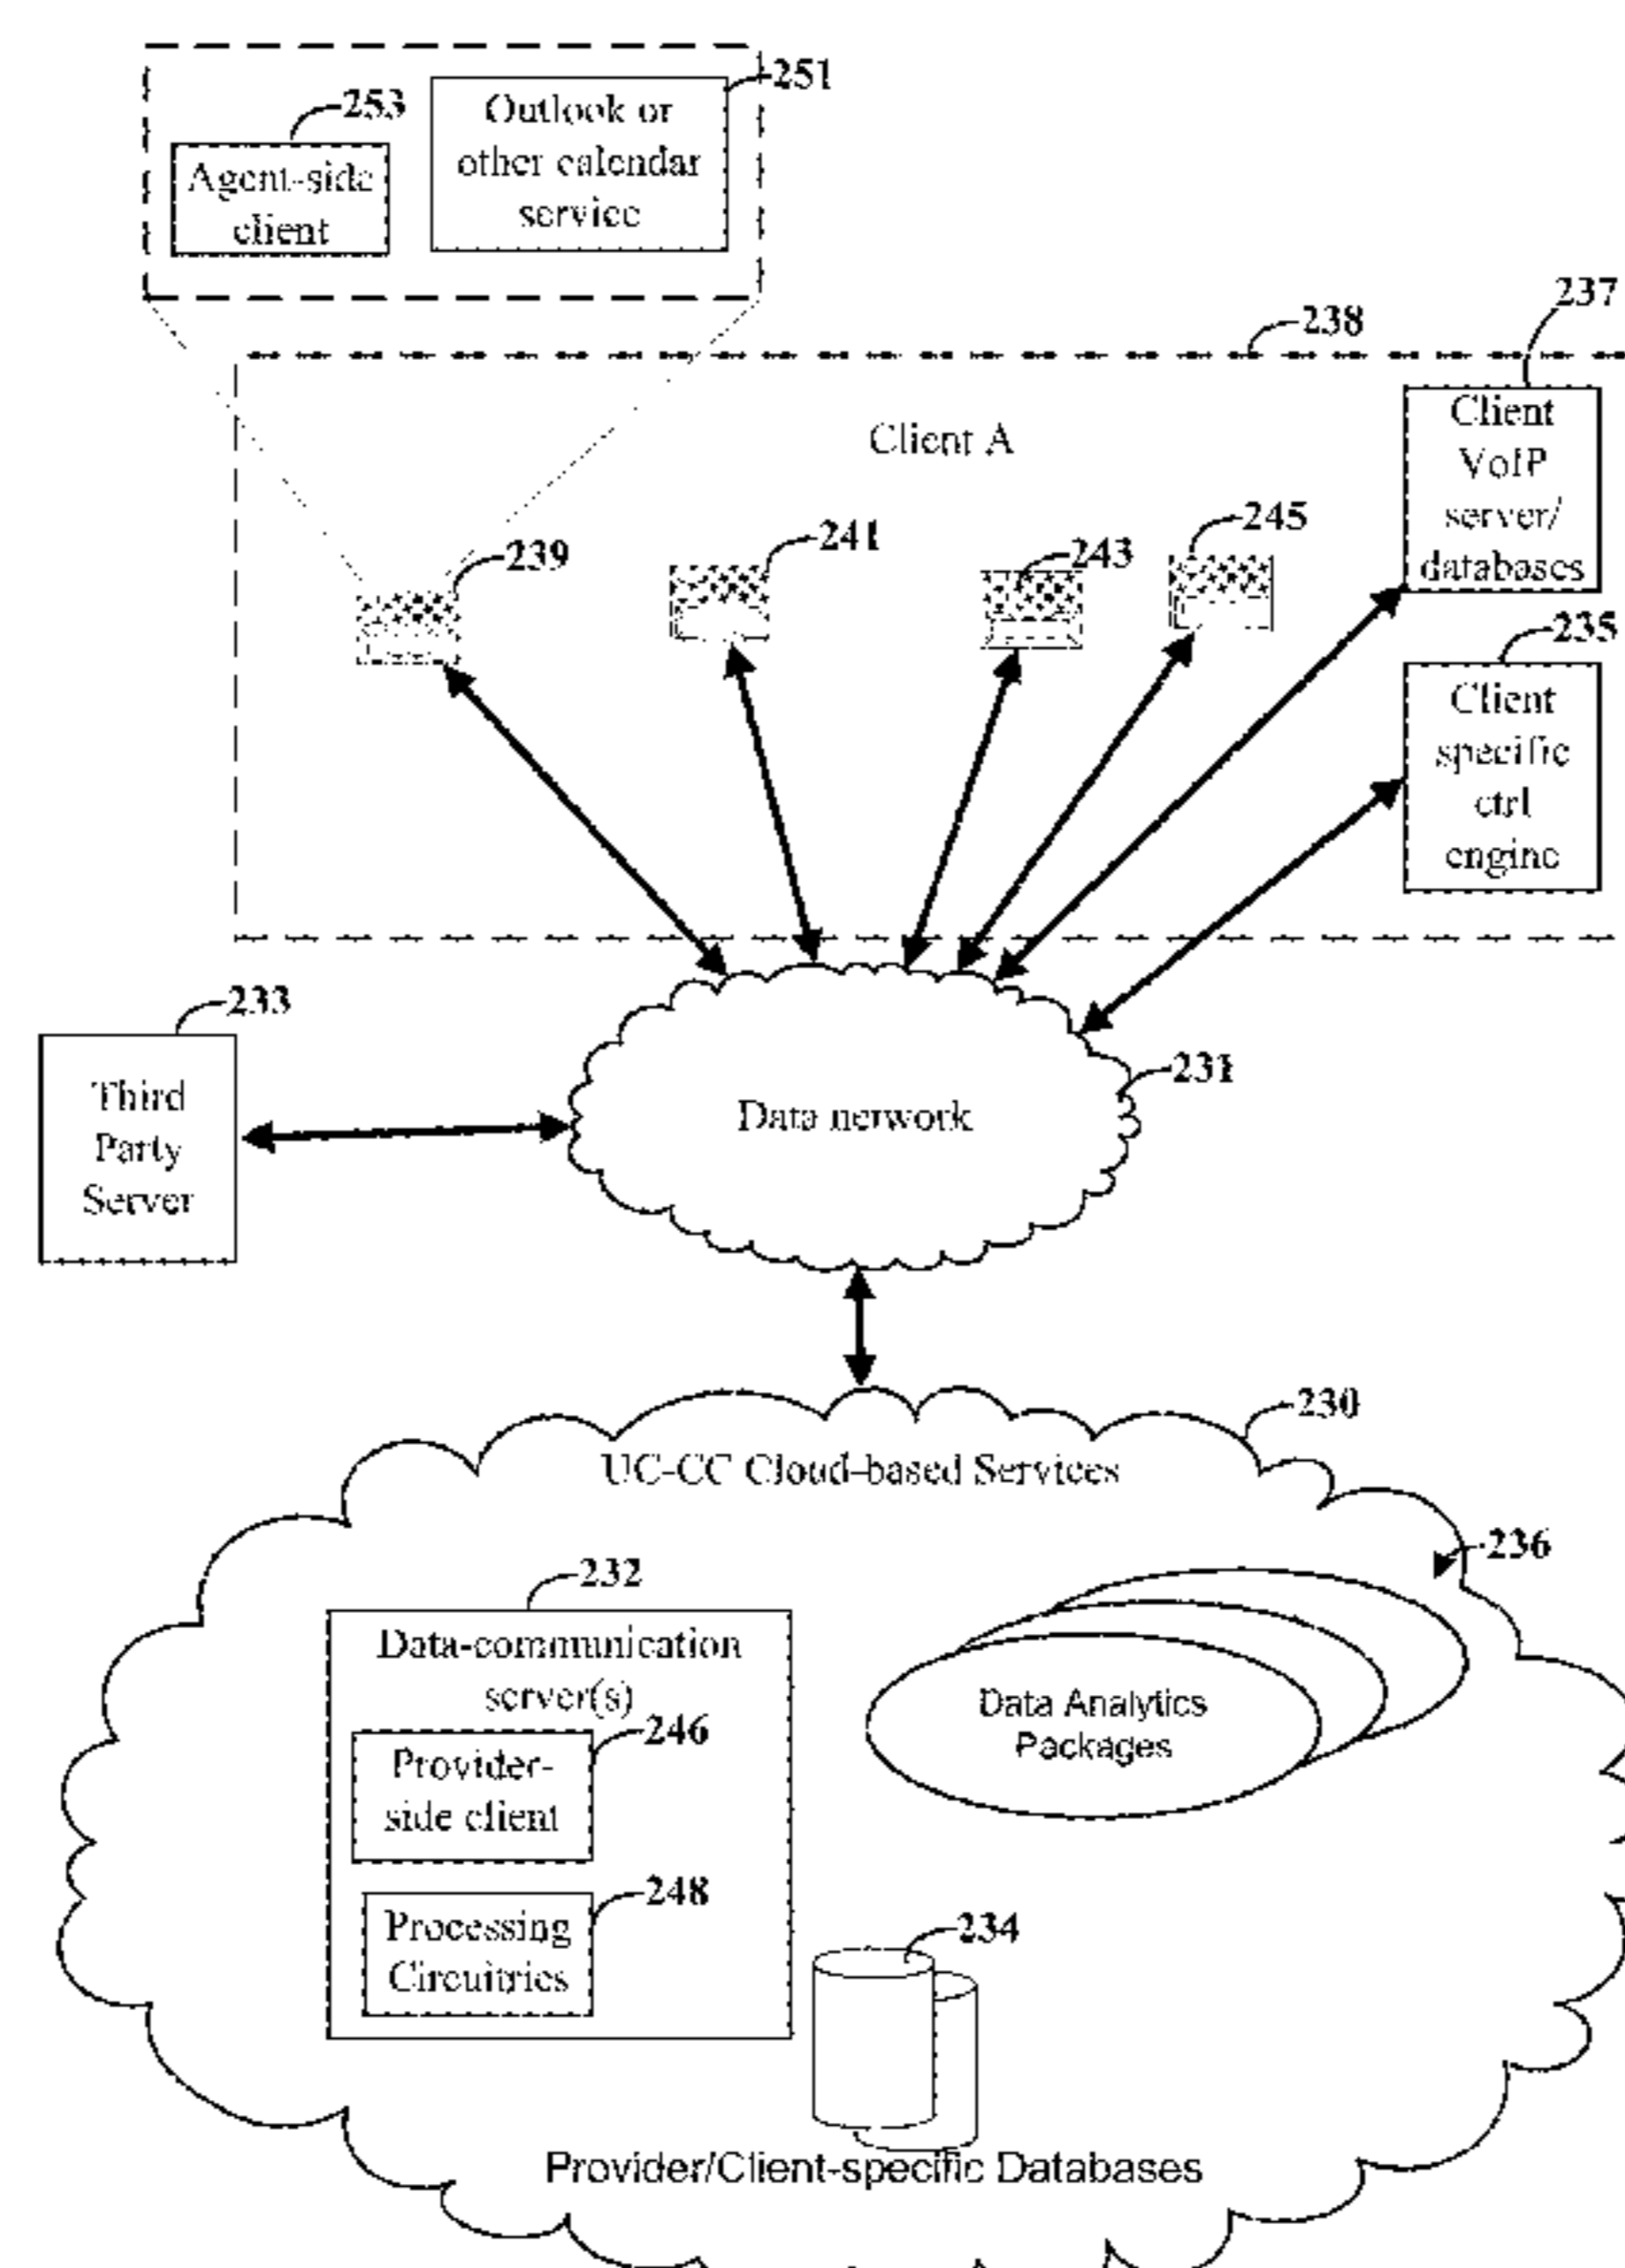 251
253
Outlook or
other calendar
service
Agent-side
client
237
238
Client A
Client
VoIP
server/
databases
239
241
243
245
235
Client
specific
ctrl
engine
233
Third
Party
Server
231
Data network
230
UC-CC Cloud-based Services
236
232
Data-communication
server(s)
246
Provider-
side client
248
Processing
Circuitries
Data Analytics
Packages
234
Provider/Client-specific Databases